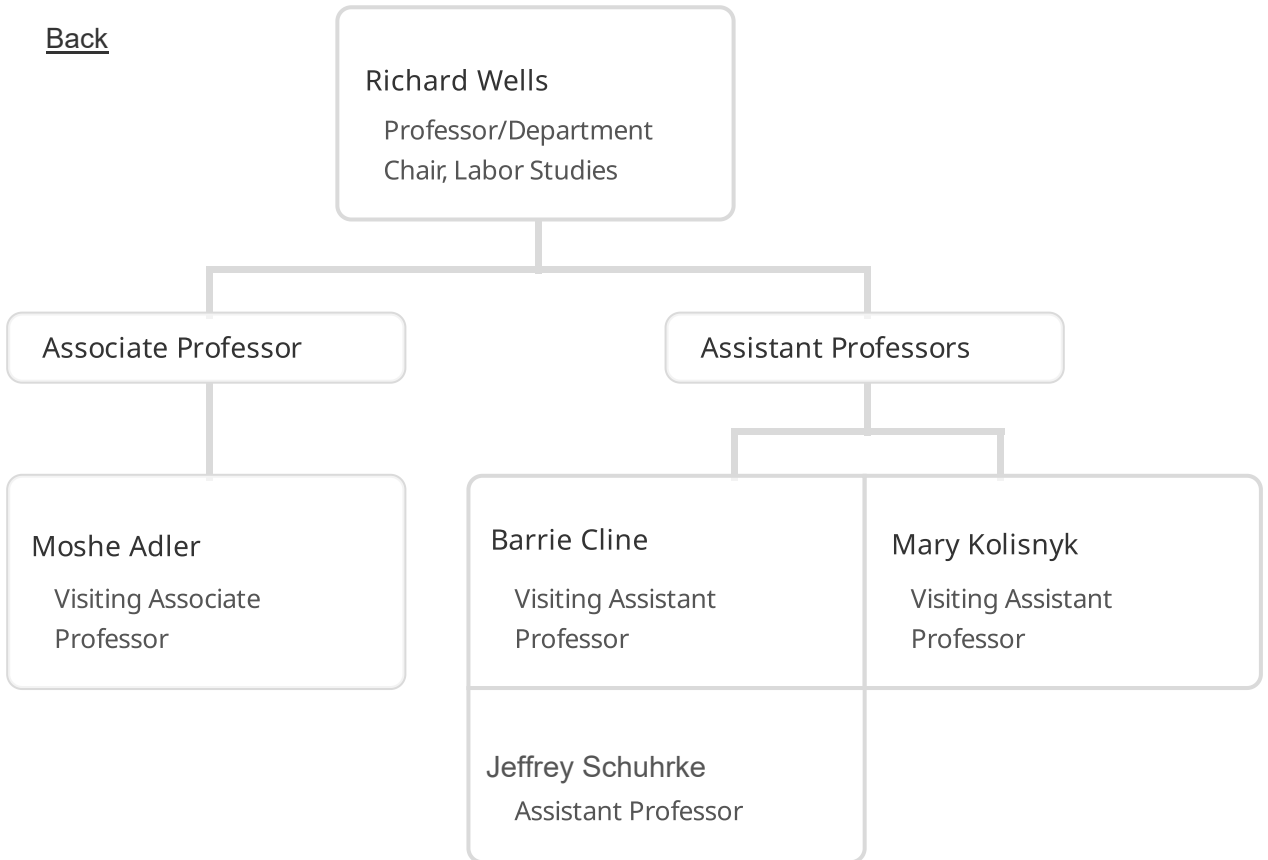 Back
Richard Wells
Professor/Department
Chair, Labor Studies
Associate Professor
Assistant Professors
Moshe Adler
Visiting Associate
Professor
Barrie Cline
Visiting Assistant
Professor
Mary Kolisnyk
Visiting Assistant
Professor
Jeffrey Schuhrke
Assistant Professor